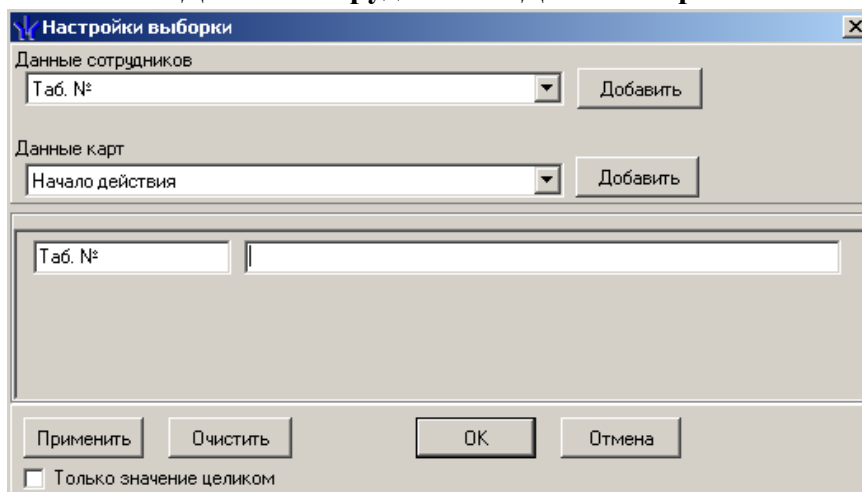 Настройки выборки
Данные сотрудников
Таб. №
Добавить
Данные карт
Начало действия
Добавить
Таб. №
Применить
Очистить
OK
Отмена
Только значение целиком